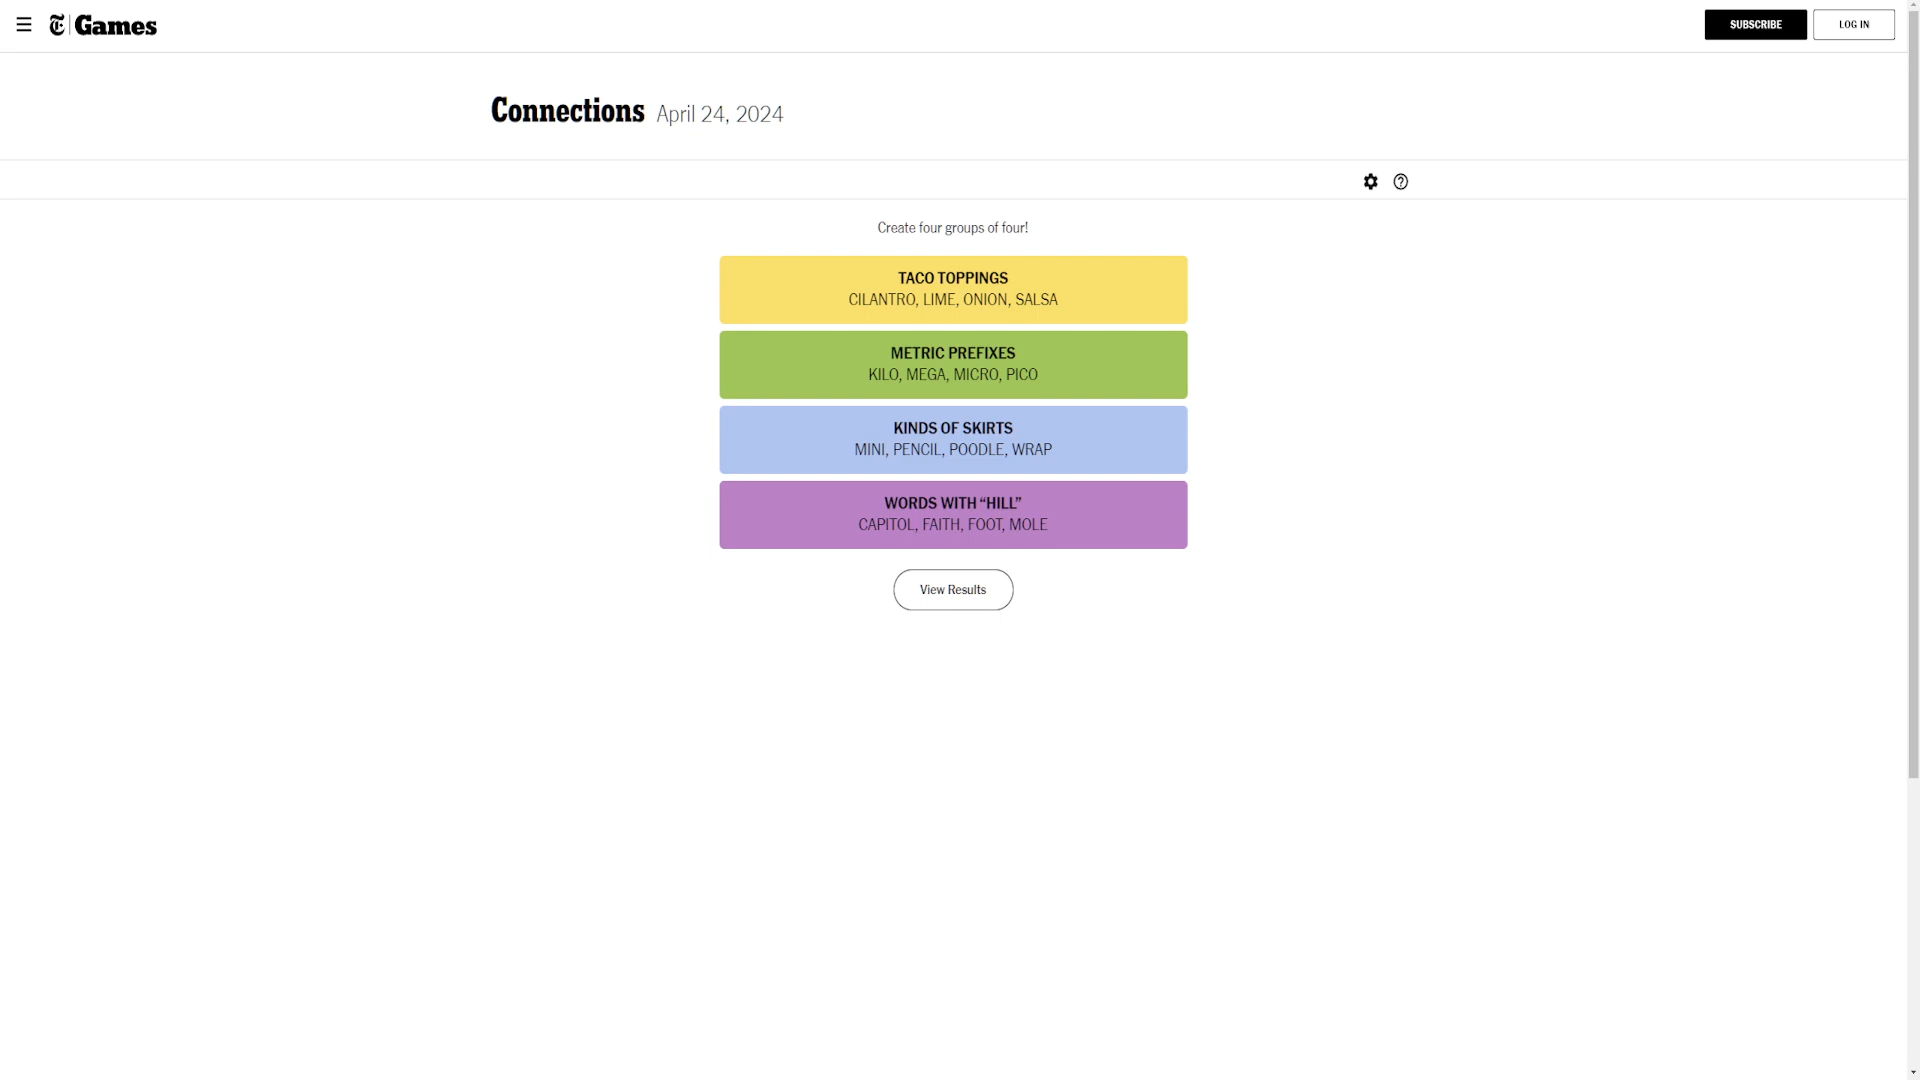 Games
SUBSCRIBE
LOG IN
Connections April 24, 2024
Create four groups of four!
TACO TOPPINGS
CILANTRO, LIME, ONION, SALSA
METRIC PREFIXES
KILO, MEGA, MICRO, PICO
KINDS OF SKIRTS
MINI, PENCIL, POODLE, WRAP
WORDS WITH “HILL”
CAPITOL, FAITH, FOOT, MOLE
View Results